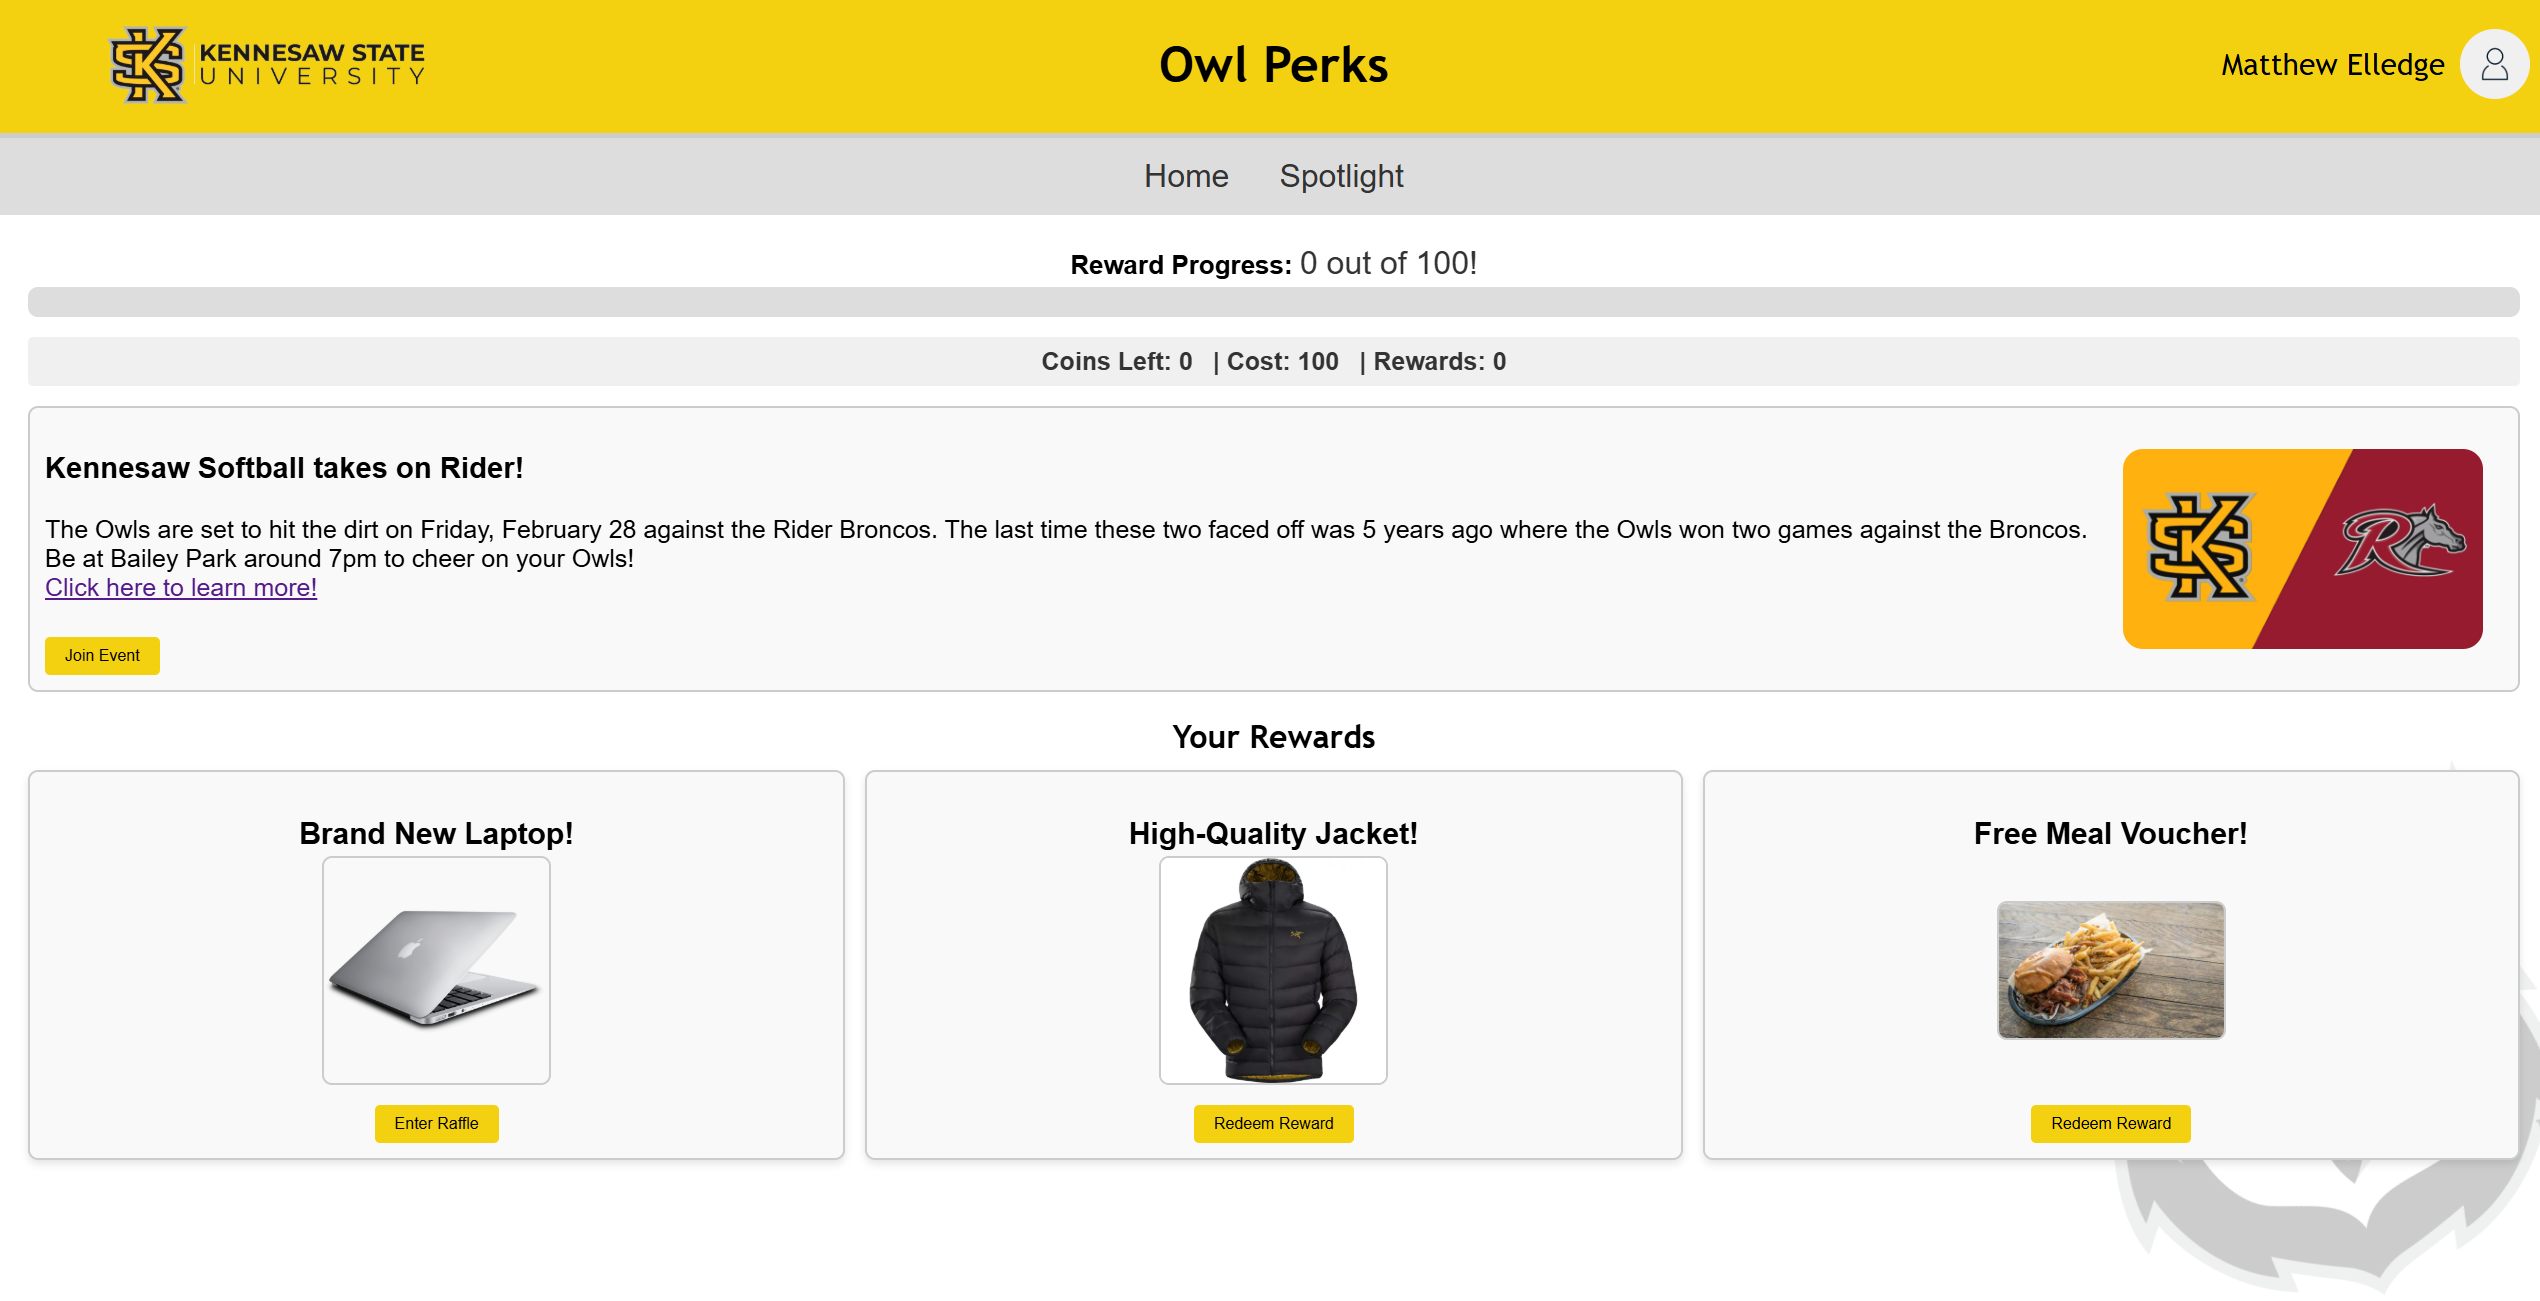 KENNESAW STATE
UNIVERSITY
Owl Perks
Matthew Elledge
Home Spotlight
Reward Progress: 0 out of 100!
Coins Left: 0 | Cost: 100 | Rewards: 0
Kennesaw Softball takes on Rider!
The Owls are set to hit the dirt on Friday, February 28 against the Rider Broncos. The last time these two faced off was 5 years ago where the Owls won two games against the Broncos.
Be at Bailey Park around 7pm to cheer on your Owls!
Click here to learn more!
Join Event
KS
R
Your Rewards
Brand New Laptop!
High-Quality Jacket!
Free Meal Voucher!
Enter Raffle
Redeem Reward
Redeem Reward